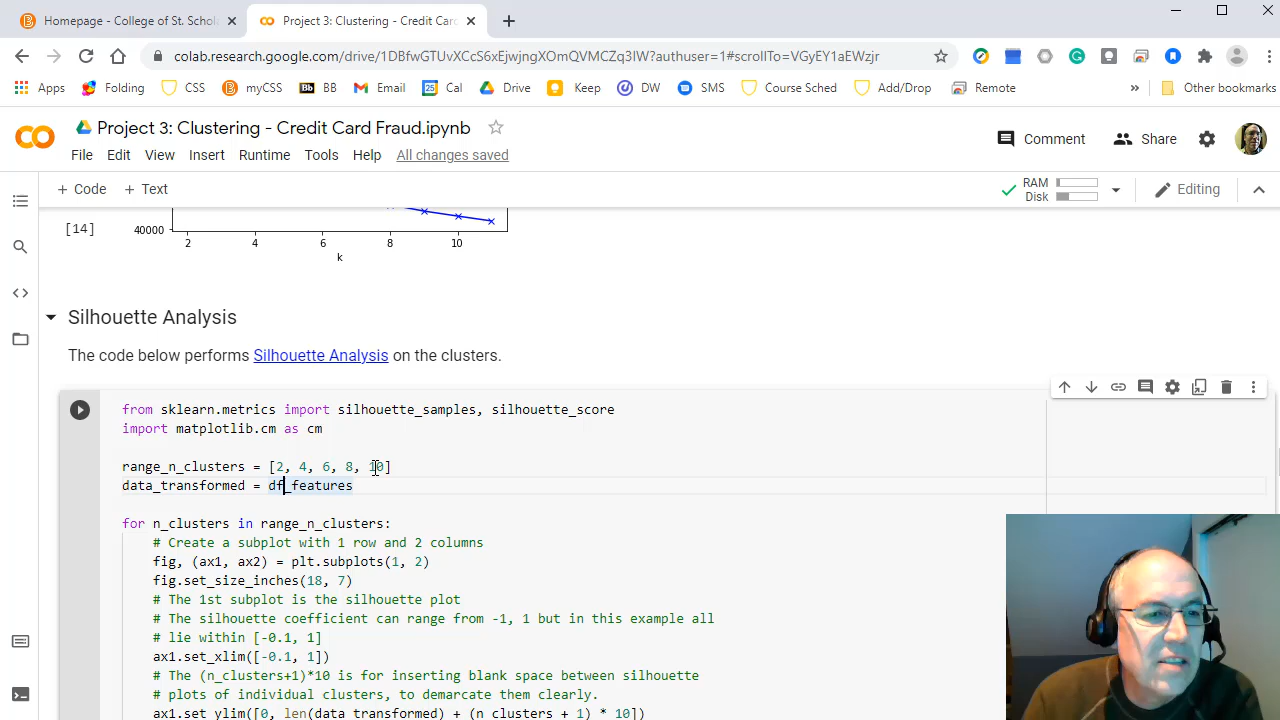 Homepage - College of St. Schol
Project 3: Clustering - Credit Card
colab.research.google.com/drive/1DBfwGTUvXCcS6xEjwjngXOmQVMCZq3IW?authuser=1#scrollTo=VGyEY1aEWzjr
Apps Folding CSS mCSS BB Email Cal Drive Keep DW SMS Course Sched Add/Drop Remote » Other bookmarks
Project 3: Clustering - Credit Card Fraud.ipynb
Comment Share
File Edit View Insert Runtime Tools Help All changes saved
+ Code + Text
RAM
Disk
Editing
[14]
40000
2 4 6 8 10
k
Silhouette Analysis
The code below performs Silhouette Analysis on the clusters.
from sklearn.metrics import silhouette_samples, silhouette_score
import matplotlib.cm as cm
range_n_clusters = [2, 4, 6, 8, 10]
data_transformed = df_features
for n_clusters in range_n_clusters:
# Create a subplot with 1 row and 2 columns
fig, (ax1, ax2) = plt.subplots(1, 2)
fig.set_size_inches(18, 7)
# The 1st subplot is the silhouette plot
# The silhouette coefficient can range from -1, 1 but in this example all
# lie within [-0.1, 1]
ax1.set_xlim([-0.1, 1])
# The (n_clusters+1)*10 is for inserting blank space between silhouette
# plots of individual clusters, to demarcate them clearly.
ax1.set_ylim([0, len(data_transformed) + (n_clusters + 1) * 10])